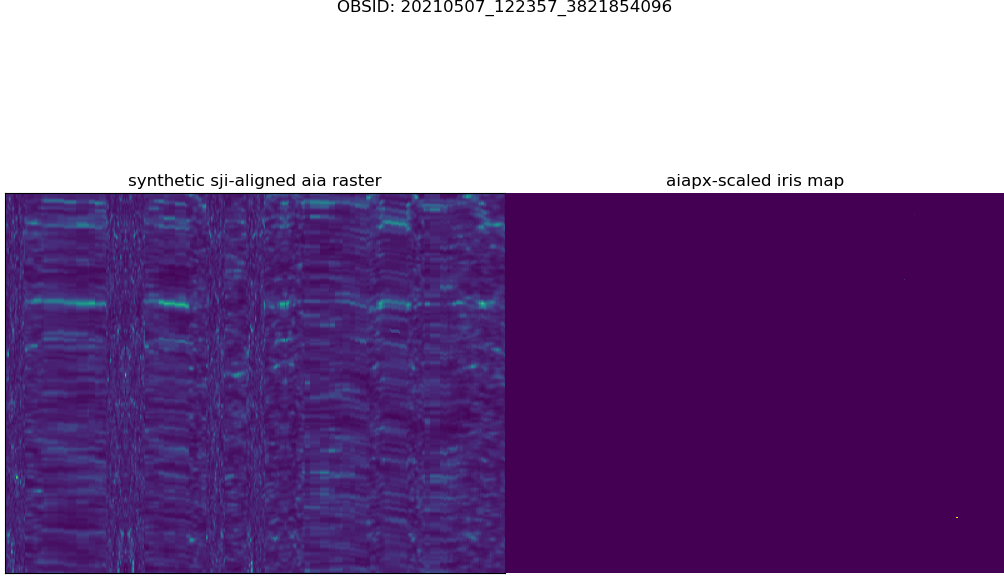 OBSID: 20210507_122357_3821854096
synthetic sji-aligned aia raster
aiapx-scaled iris map